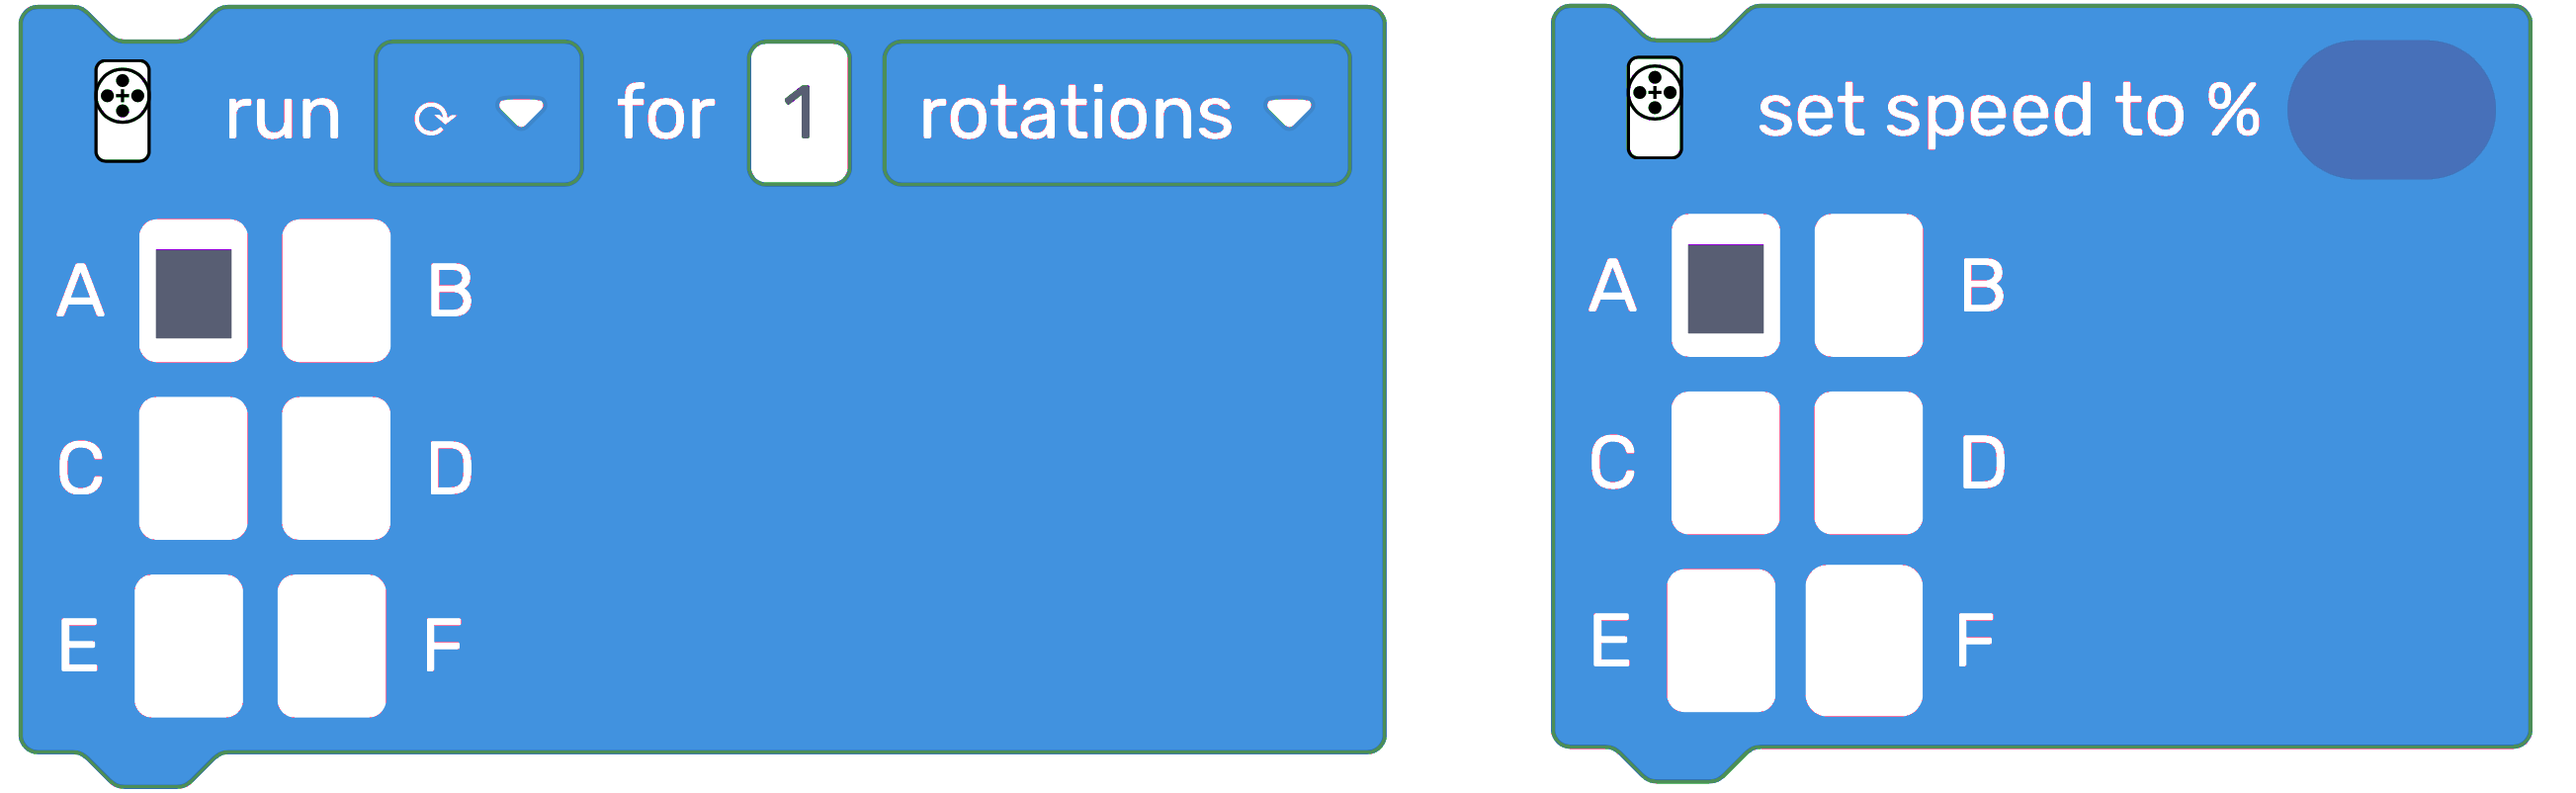 run ⟳ for 1 rotations
A B
C D
E F
set speed to %
A B
C D
E F